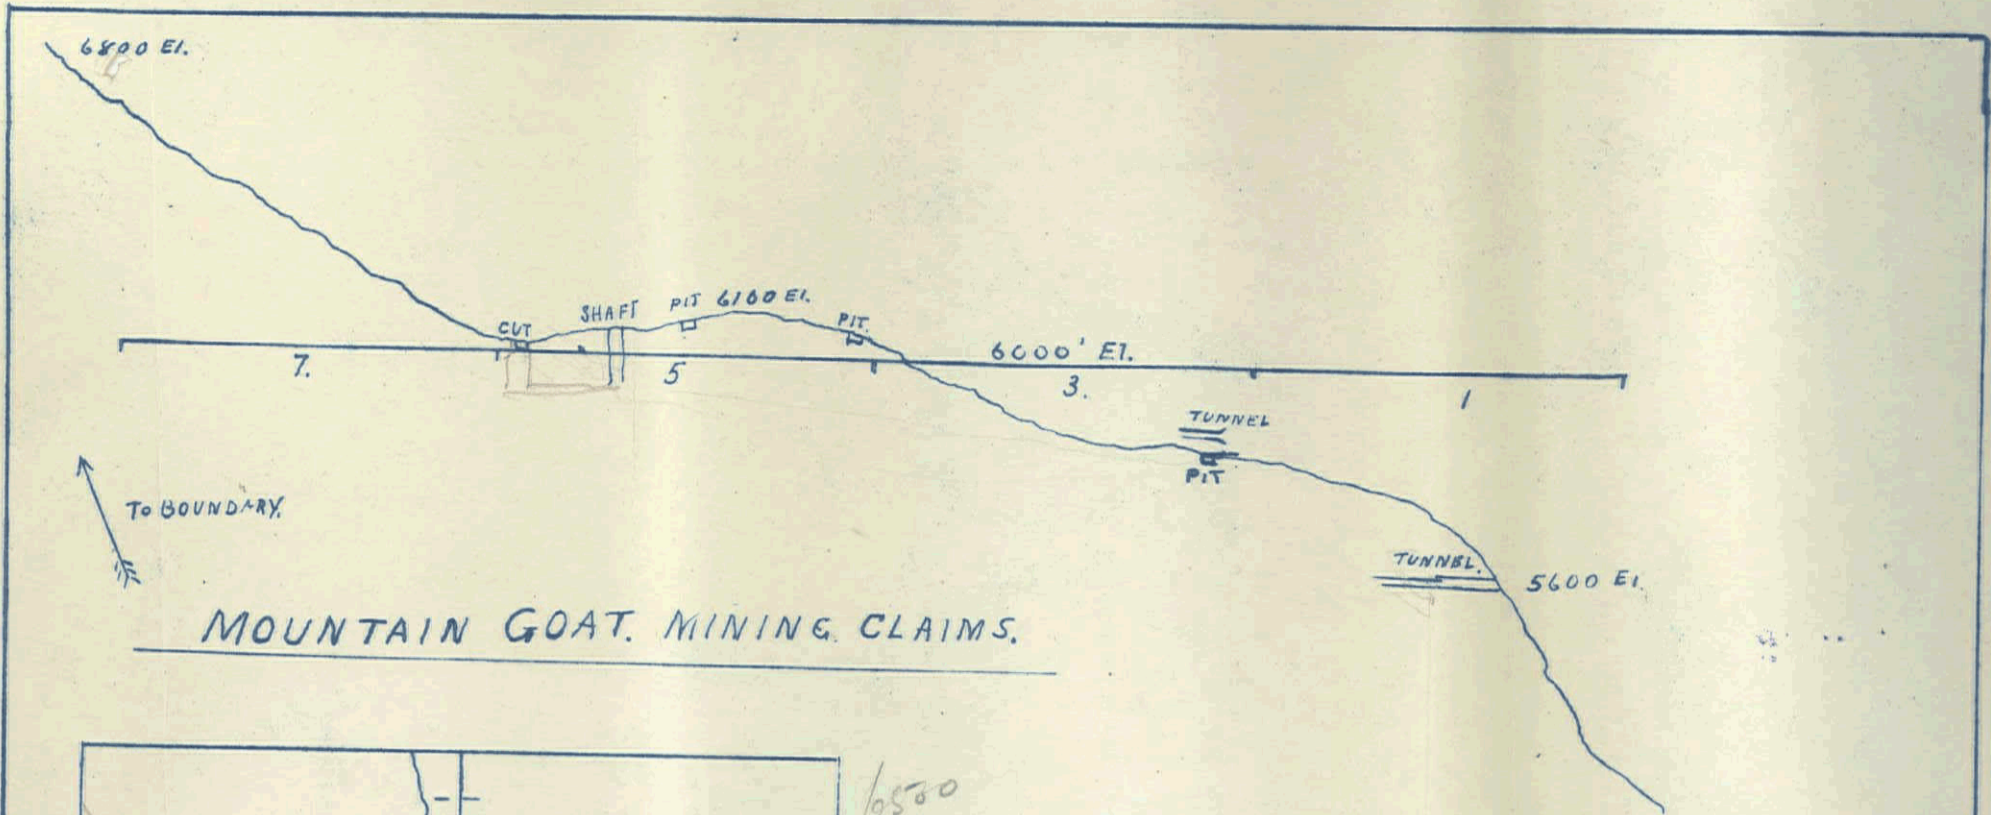 6800 El.
CUT
SHAFT
PIT 6100 El.
PIT.
6000' El.
7.
5
3.
1
TUNNEL
PIT
TO BOUNDARY.
TUNNEL.
5600 El.
MOUNTAIN GOAT. MINING CLAIMS.